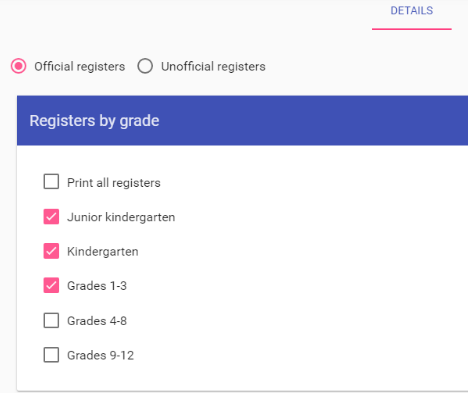 DETAILS
Official registers Unofficial registers
Registers by grade
Print all registers
Junior kindergarten
Kindergarten
Grades 1-3
Grades 4-8
Grades 9-12